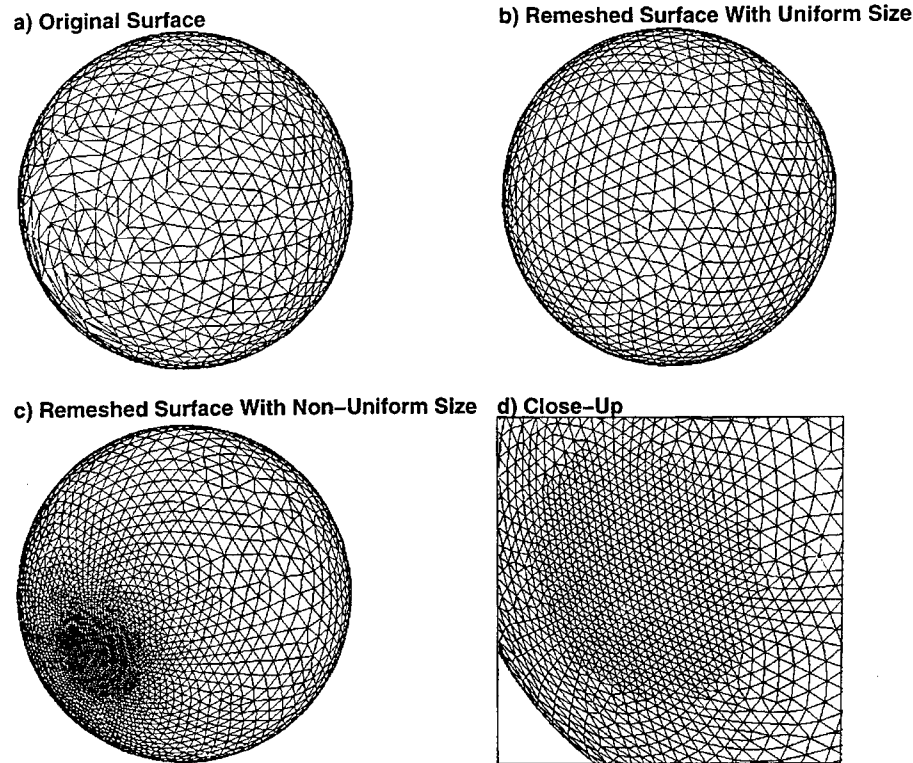 a) Original Surface
b) Remeshed Surface With Uniform Size
c) Remeshed Surface With Non-Uniform Size
d) Close-Up